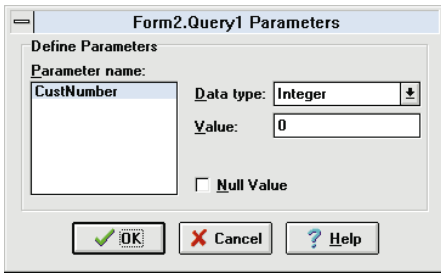 Form2.Query1 Parameters
Define Parameters
Parameter name:
CustNumber
Data type: Integer
Value: 0
Null Value
OK Cancel Help